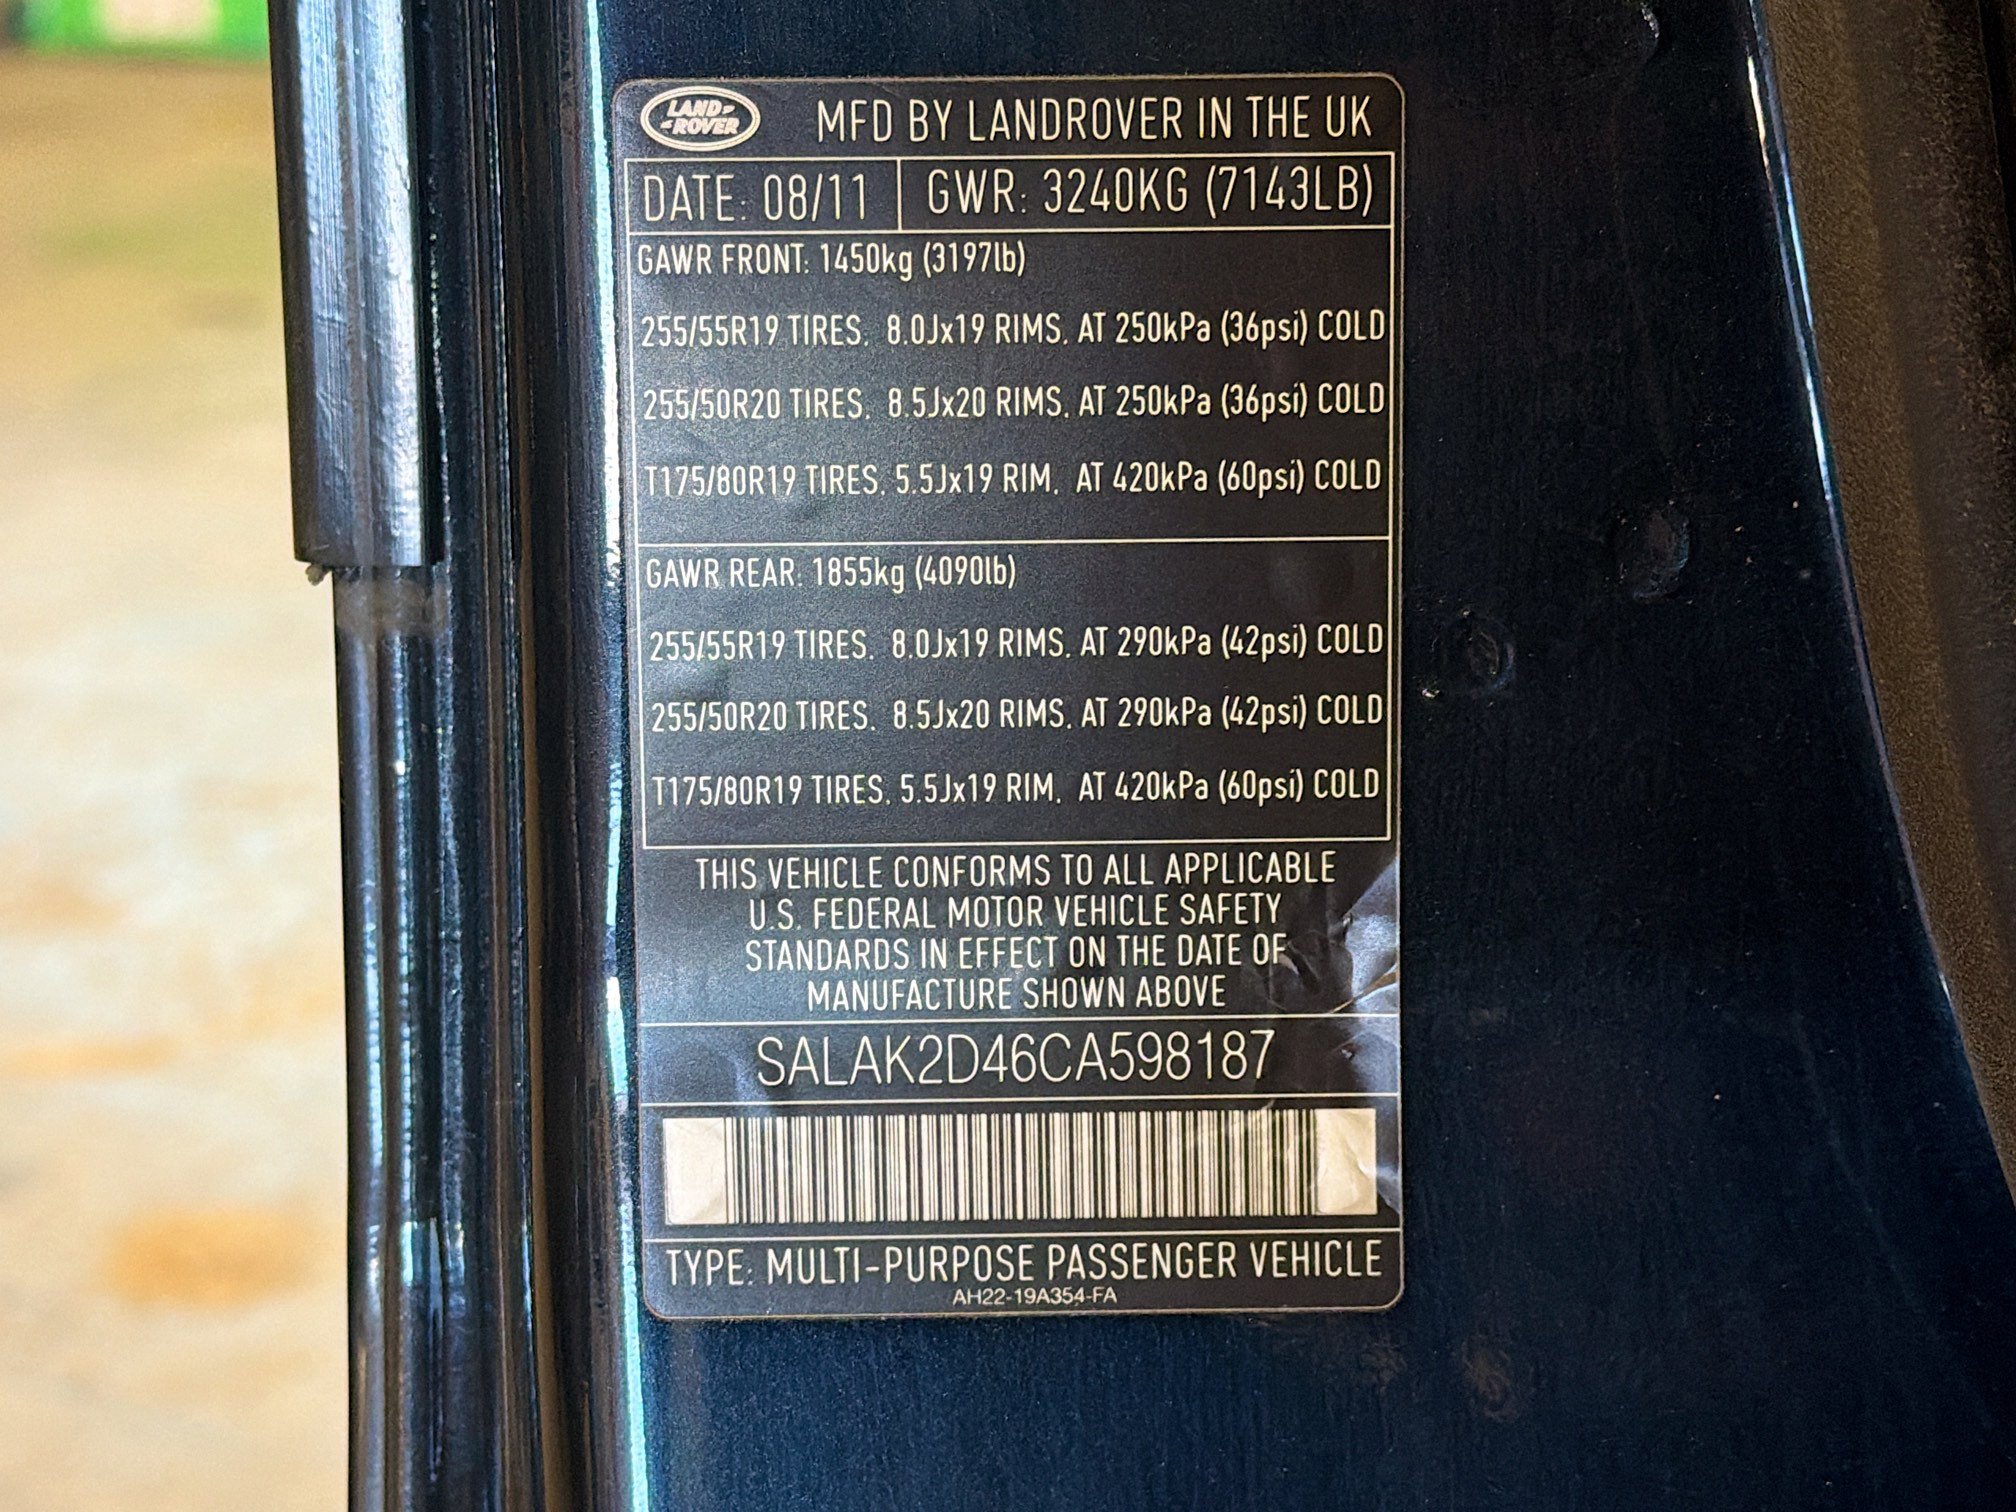 LAND
ROVER
MFD BY LANDROVER IN THE UK
DATE: 08/11 GWR: 3240KG (7143LB)
GAWR FRONT: 1450kg (3197lb)
255/55R19 TIRES, 8.0Jx19 RIMS, AT 250kPa (36psi) COLD
255/50R20 TIRES, 8.5Jx20 RIMS, AT 250kPa (36psi) COLD
T175/80R19 TIRES, 5.5Jx19 RIM, AT 420kPa (60psi) COLD
GAWR REAR: 1855kg (4090lb)
255/55R19 TIRES, 8.0Jx19 RIMS, AT 290kPa (42psi) COLD
255/50R20 TIRES, 8.5Jx20 RIMS, AT 290kPa (42psi) COLD
T175/80R19 TIRES, 5.5Jx19 RIM, AT 420kPa (60psi) COLD
THIS VEHICLE CONFORMS TO ALL APPLICABLE
U.S. FEDERAL MOTOR VEHICLE SAFETY
STANDARDS IN EFFECT ON THE DATE OF
MANUFACTURE SHOWN ABOVE
SALAK2D46CA598187
TYPE: MULTI-PURPOSE PASSENGER VEHICLE
AH22-19A354-FA